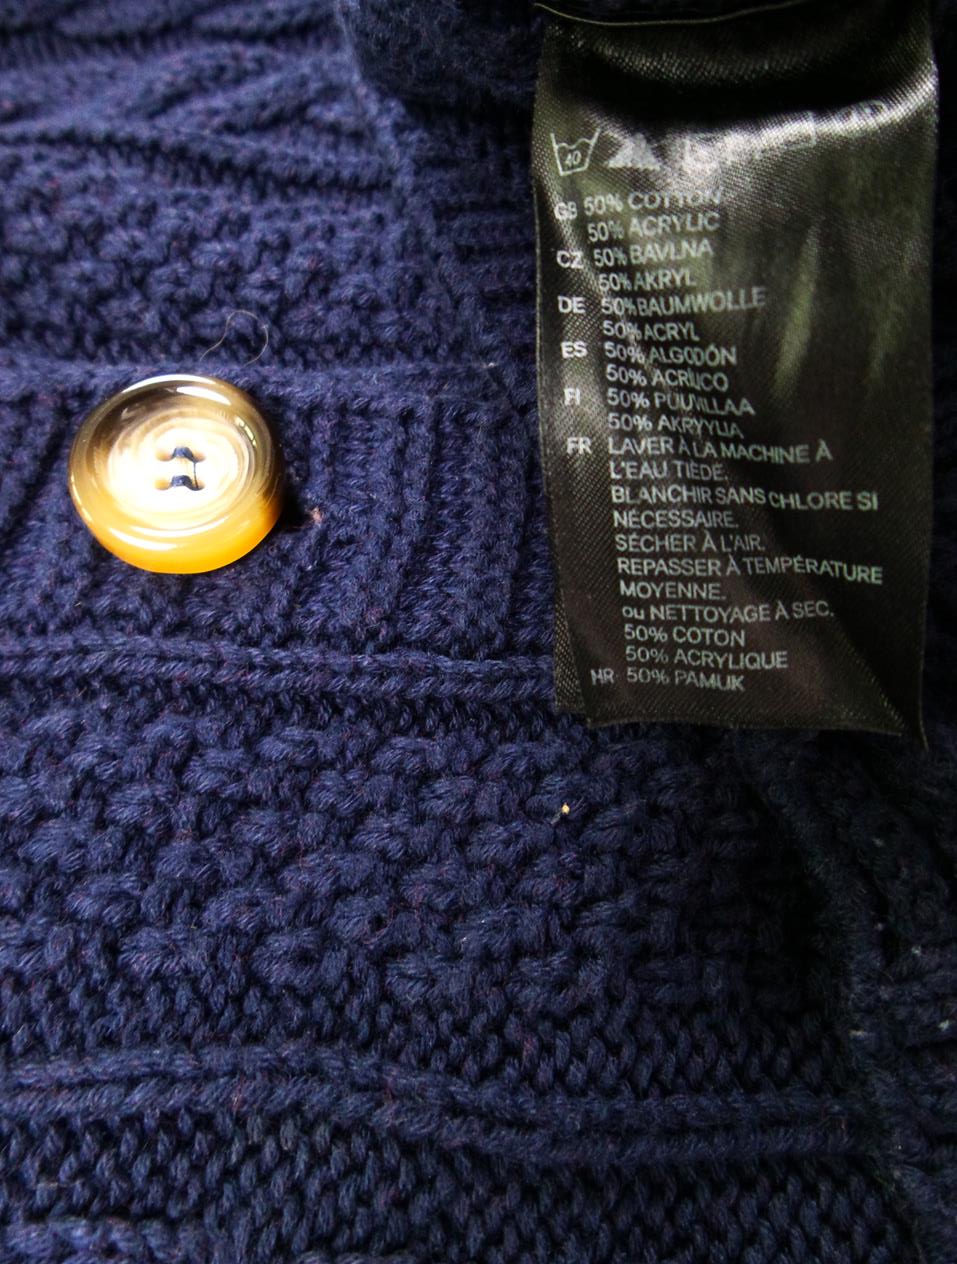 40
GB 50% COTTON
50% ACRYLIC
CZ 50% BAVLNA
50% AKRYL
DE 50% BAUMWOLLE
50% ACRYL
ES 50% ALGODÓN
50% ACRÍLICO
FI 50% PUUVILLAA
50% AKRYYLIA
FR LAVER À LA MACHINE À
L'EAU TIÈDE.
BLANCHIR SANS CHLORE SI
NÉCESSAIRE.
SÉCHER À L'AIR.
REPASSER À TEMPÉRATURE
MOYENNE.
ou NETTOYAGE À SEC.
50% COTON
50% ACRYLIQUE
HR 50% PAMUK